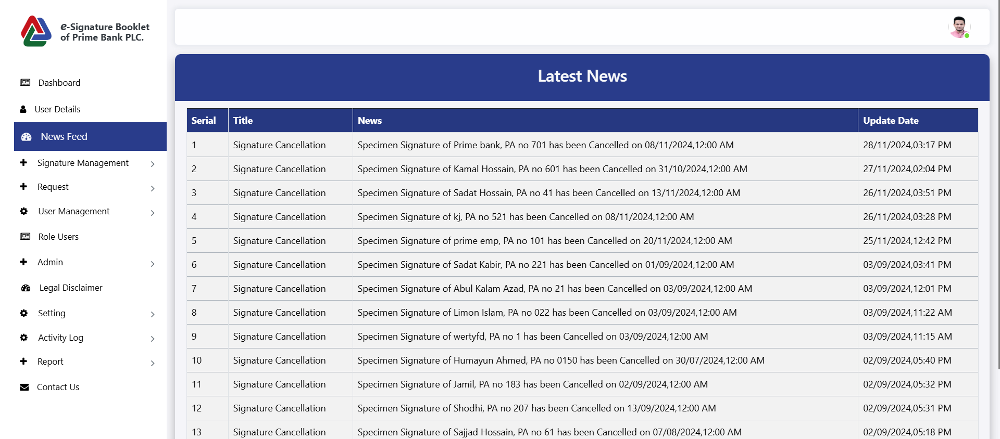 e-Signature Booklet
of Prime Bank PLC.
Dashboard
User Details
News Feed
Signature Management
Request
User Management
Role Users
Admin
Legal Disclaimer
Setting
Activity Log
Report
Contact Us
Latest News
Serial Title News Update Date
1 Signature Cancellation Specimen Signature of Prime bank, PA no 701 has been Cancelled on 08/11/2024,12:00 AM 28/11/2024,03:17 PM
2 Signature Cancellation Specimen Signature of Kamal Hossain, PA no 601 has been Cancelled on 31/10/2024,12:00 AM 27/11/2024,02:04 PM
3 Signature Cancellation Specimen Signature of Sadat Hossain, PA no 41 has been Cancelled on 13/11/2024,12:00 AM 26/11/2024,03:51 PM
4 Signature Cancellation Specimen Signature of kj, PA no 521 has been Cancelled on 08/11/2024,12:00 AM 26/11/2024,03:28 PM
5 Signature Cancellation Specimen Signature of prime emp, PA no 101 has been Cancelled on 20/11/2024,12:00 AM 25/11/2024,12:42 PM
6 Signature Cancellation Specimen Signature of Sadat Kabir, PA no 221 has been Cancelled on 01/09/2024,12:00 AM 03/09/2024,03:41 PM
7 Signature Cancellation Specimen Signature of Abul Kalam Azad, PA no 21 has been Cancelled on 03/09/2024,12:00 AM 03/09/2024,12:01 PM
8 Signature Cancellation Specimen Signature of Limon Islam, PA no 022 has been Cancelled on 03/09/2024,12:00 AM 03/09/2024,11:22 AM
9 Signature Cancellation Specimen Signature of wertyfd, PA no 1 has been Cancelled on 03/09/2024,12:00 AM 03/09/2024,11:15 AM
10 Signature Cancellation Specimen Signature of Humayun Ahmed, PA no 0150 has been Cancelled on 30/07/2024,12:00 AM 02/09/2024,05:40 PM
11 Signature Cancellation Specimen Signature of Jamil, PA no 183 has been Cancelled on 02/09/2024,12:00 AM 02/09/2024,05:32 PM
12 Signature Cancellation Specimen Signature of Shodhi, PA no 207 has been Cancelled on 13/09/2024,12:00 AM 02/09/2024,05:31 PM
13 Signature Cancellation Specimen Signature of Sajjad Hossain, PA no 61 has been Cancelled on 07/08/2024,12:00 AM 02/09/2024,05:18 PM